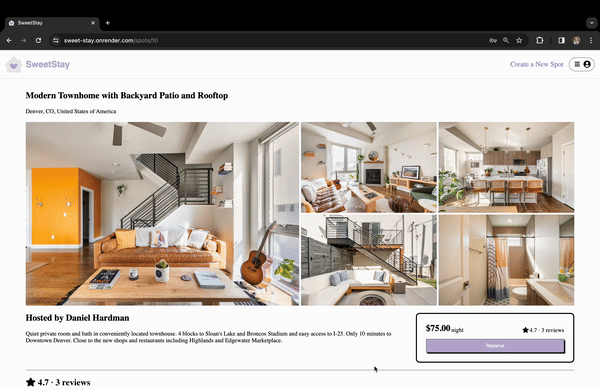 SweetStay
sweet-stay.onrender.com/spots/10
SweetStay
Create a New Spot
Modern Townhome with Backyard Patio and Rooftop
Denver, CO, United States of America
Hosted by Daniel Hardman
Quiet private room and bath in conveniently located townhouse. 4 blocks to Sloan's Lake and Broncos Stadium and easy access to I-25. Only 10 minutes to
Downtown Denver. Close to the new shops and restaurants including Highlands and Edgewater Marketplace.
$75.00 night
4.7 · 3 reviews
Reserve
4.7 · 3 reviews